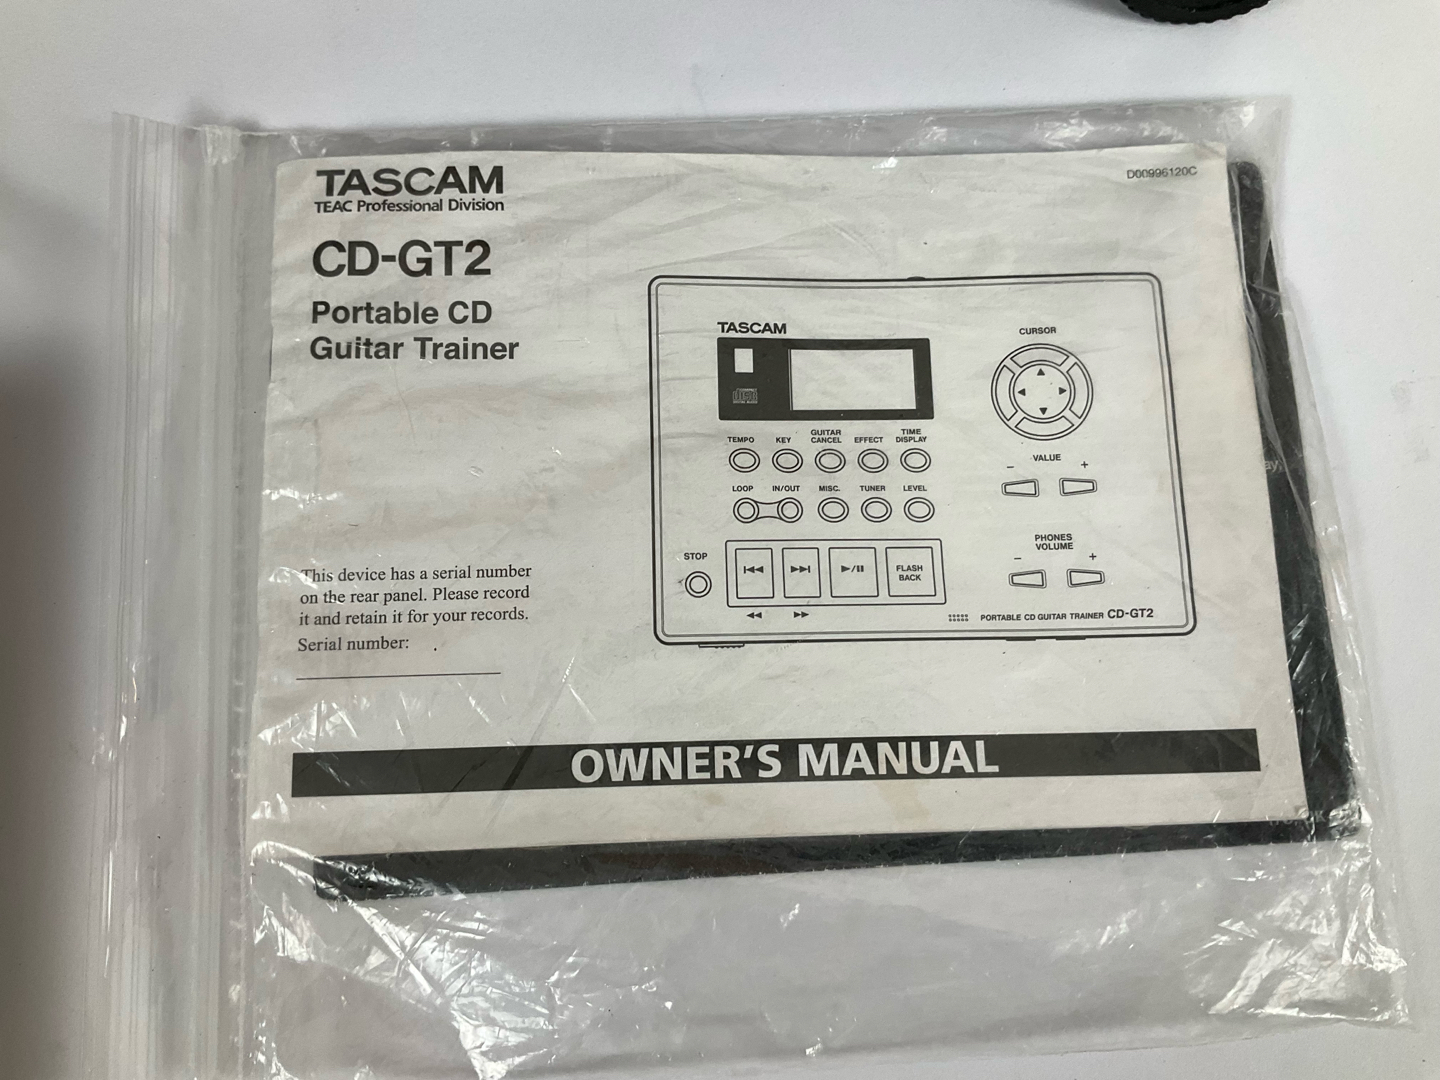 TASCAM
TEAC Professional Division
D00996120C
CD-GT2
Portable CD
Guitar Trainer
TASCAM
CURSOR
TEMPO KEY GUITAR CANCEL EFFECT TIME DISPLAY
VALUE
- +
LOOP IN/OUT MISC. TUNER LEVEL
PHONES
VOLUME
- +
STOP
FLASH
BACK
PORTABLE CD GUITAR TRAINER CD-GT2
This device has a serial number
on the rear panel. Please record
it and retain it for your records.
Serial number:
OWNER'S MANUAL